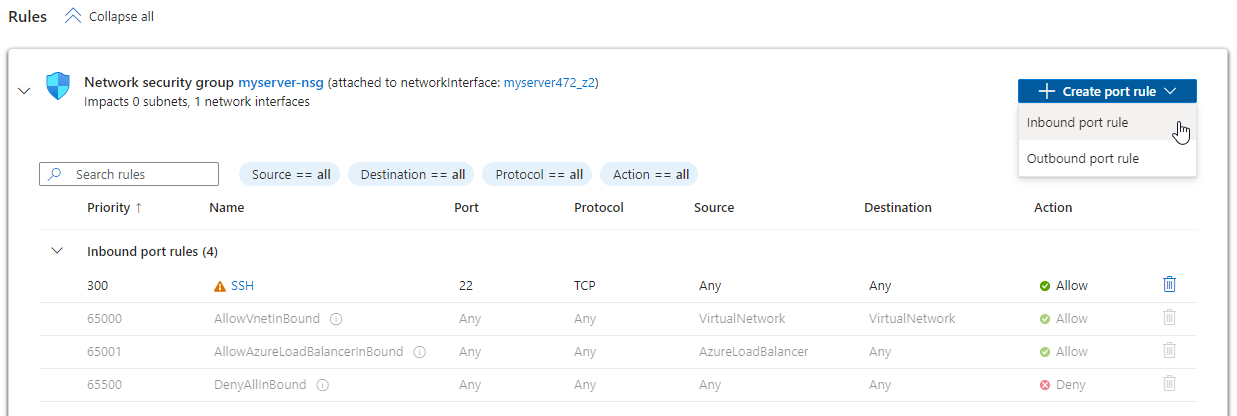 Rules Collapse all
Network security group myserver-nsg (attached to networkInterface: myserver472_z2)
Impacts 0 subnets, 1 network interfaces
Create port rule
Inbound port rule
Outbound port rule
Search rules Source == all Destination == all Protocol == all Action == all
Priority ↑ Name Port Protocol Source Destination Action
Inbound port rules (4)
300 SSH 22 TCP Any Any Allow
65000 AllowVnetInBound Any Any VirtualNetwork VirtualNetwork Allow
65001 AllowAzureLoadBalancerInBound Any Any AzureLoadBalancer Any Allow
65500 DenyAllInBound Any Any Any Any Deny